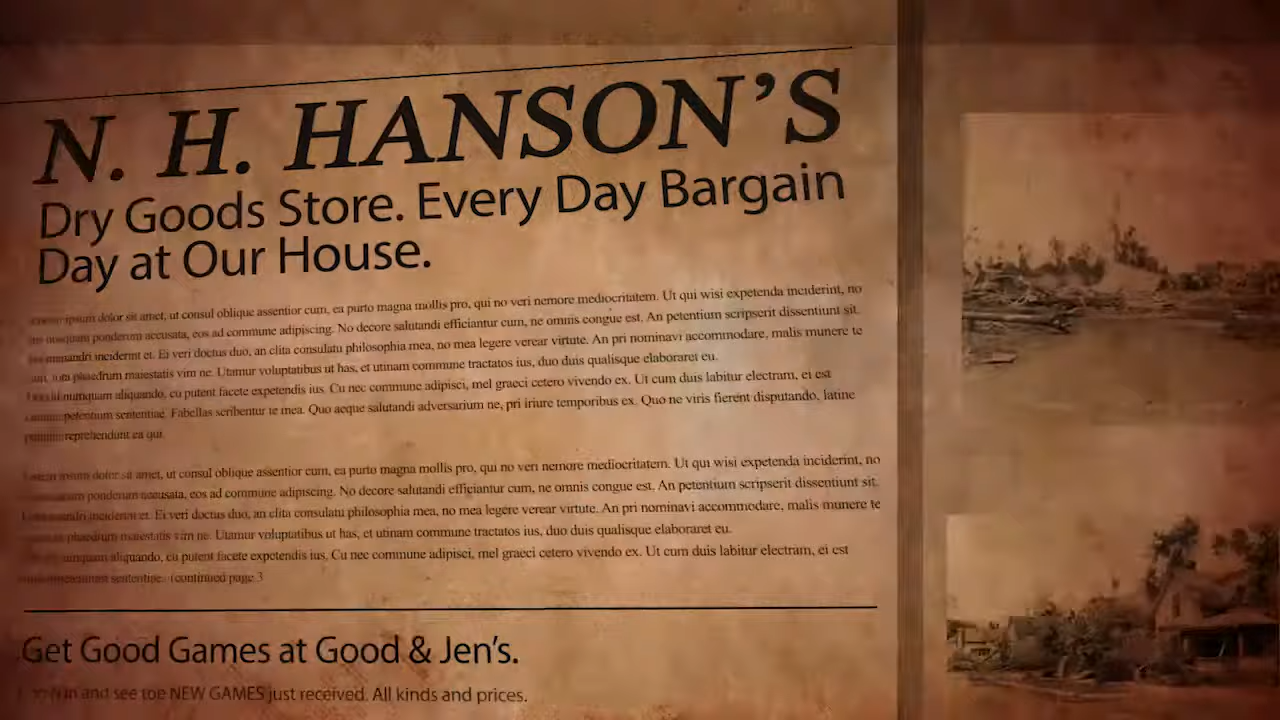 N. H. HANSON'S
Dry Goods Store. Every Day Bargain
Day at Our House.
ipsum dolor sit amet, ut consul oblique assentior cum, ea purto magna mollis pro, qui no veri nemore mediocritatem. Ut qui wisi expetenda inciderint, no
nusquam ponderum accusata, eos ad commune adipiscing. No decore salutandi efficiantur cum, ne omnis congue est. An petentium scripserit dissentiunt sit.
inciderint et. Ei veri doctus duo, an clita consulatu philosophia mea, no mea legere verear virtute. An pri nominavi accommodare, malis munere te
phaedrum maiestatis vim ne. Utamur voluptatibus ut has, et utinam commune tractatos ius, duo duis qualisque elaboraret eu.
numquam aliquando, cu putent facete expetendis ius. Cu nec commune adipisci, mel graeci cetero vivendo ex. Ut cum duis labitur electram, ei est
petentium sententiae. Fabellas scribentur te mea. Quo aeque salutandi adversarium ne, pri iriure temporibus ex. Quo ne viris fierent disputando, latine
reprehendunt ea qui
ipsum dolor sit amet, ut consul oblique assentior cum, ea purto magna mollis pro, qui no veri nemore mediocritatem. Ut qui wisi expetenda inciderint, no
ponderum accusata, eos ad commune adipiscing. No decore salutandi efficiantur cum, ne omnis congue est. An petentium scripserit dissentiunt sit.
inciderint et. Ei veri doctus duo, an clita consulatu philosophia mea, no mea legere verear virtute. An pri nominavi accommodare, malis munere te
phaedrum maiestatis vim ne. Utamur voluptatibus ut has, et utinam commune tractatos ius, duo duis qualisque elaboraret eu.
numquam aliquando, cu putent facete expetendis ius. Cu nec commune adipisci, mel graeci cetero vivendo ex. Ut cum duis labitur electram, ei est
sententiae. (continued page 3
Get Good Games at Good & Jen's.
in and see toe NEW GAMES just received. All kinds and prices.